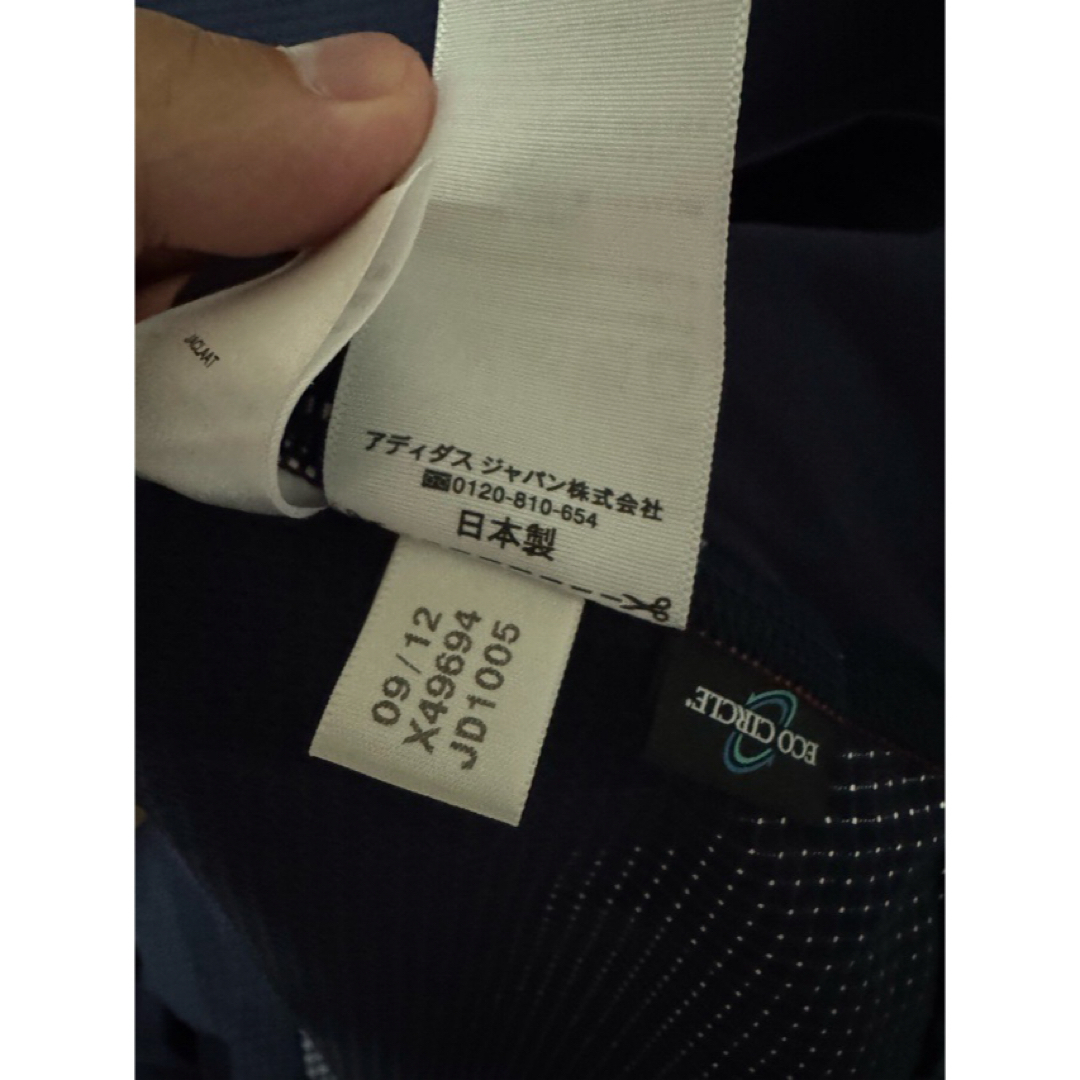 JAQLAAT
アディダス ジャパン株式会社
0120-810-654
日本製
09/12
X49694
JD1005
ECO CIRCLE